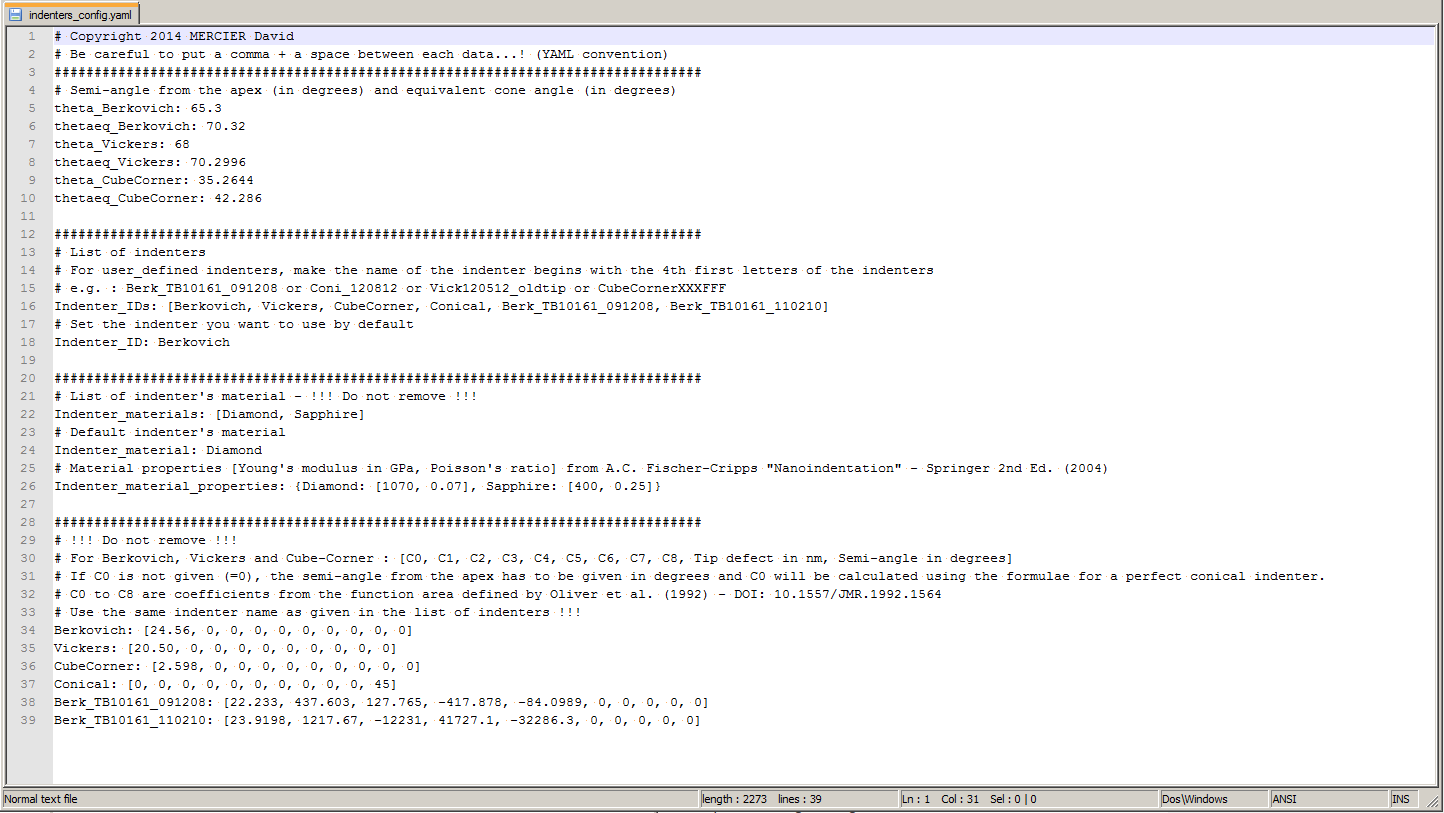 indenters_config.yaml
1 # Copyright 2014 MERCIER David
2 # Be careful to put a comma + a space between each data...! (YAML convention)
3 #################################################################################
4 # Semi-angle from the apex (in degrees) and equivalent cone angle (in degrees)
5 theta_Berkovich: 65.3
6 thetaeq_Berkovich: 70.32
7 theta_Vickers: 68
8 thetaeq_Vickers: 70.2996
9 theta_CubeCorner: 35.2644
10 thetaeq_CubeCorner: 42.286
11
12 #################################################################################
13 # List of indenters
14 # For user_defined indenters, make the name of the indenter begins with the 4th first letters of the indenters
15 # e.g. : Berk_TB10161_091208 or Coni_120812 or Vick120512_oldtip or CubeCornerXXXFFF
16 Indenter_IDs: [Berkovich, Vickers, CubeCorner, Conical, Berk_TB10161_091208, Berk_TB10161_110210]
17 # Set the indenter you want to use by default
18 Indenter_ID: Berkovich
19
20 #################################################################################
21 # List of indenter's material - !!! Do not remove !!!
22 Indenter_materials: [Diamond, Sapphire]
23 # Default indenter's material
24 Indenter_material: Diamond
25 # Material properties [Young's modulus in GPa, Poisson's ratio] from A.C. Fischer-Cripps "Nanoindentation" - Springer 2nd Ed. (2004)
26 Indenter_material_properties: {Diamond: [1070, 0.07], Sapphire: [400, 0.25]}
27
28 #################################################################################
29 # !!! Do not remove !!!
30 # For Berkovich, Vickers and Cube-Corner : [C0, C1, C2, C3, C4, C5, C6, C7, C8, Tip defect in nm, Semi-angle in degrees]
31 # If C0 is not given (=0), the semi-angle from the apex has to be given in degrees and C0 will be calculated using the formulae for a perfect conical indenter.
32 # C0 to C8 are coefficients from the function area defined by Oliver et al. (1992) - DOI: 10.1557/JMR.1992.1564
33 # Use the same indenter name as given in the list of indenters !!!
34 Berkovich: [24.56, 0, 0, 0, 0, 0, 0, 0, 0, 0]
35 Vickers: [20.50, 0, 0, 0, 0, 0, 0, 0, 0, 0]
36 CubeCorner: [2.598, 0, 0, 0, 0, 0, 0, 0, 0, 0]
37 Conical: [0, 0, 0, 0, 0, 0, 0, 0, 0, 0, 45]
38 Berk_TB10161_091208: [22.233, 437.603, 127.765, -417.878, -84.0989, 0, 0, 0, 0, 0]
39 Berk_TB10161_110210: [23.9198, 1217.67, -12231, 41727.1, -32286.3, 0, 0, 0, 0, 0]
Normal text file length : 2273 lines : 39 Ln : 1 Col : 31 Sel : 0 | 0 Dos\Windows ANSI INS